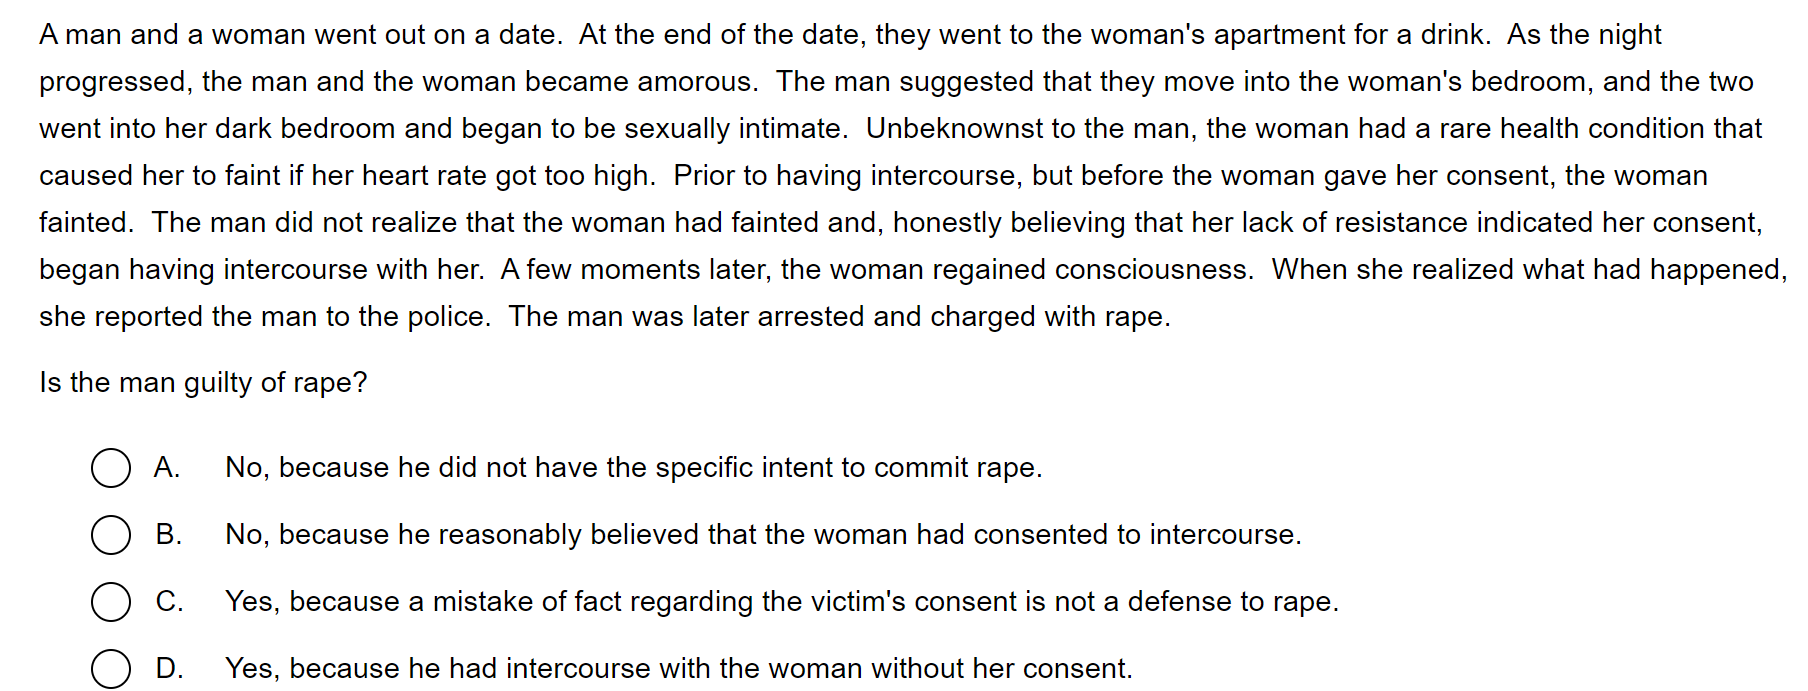 A man and a woman went out on a date.  At the end of the date, they went to the woman's apartment for a drink.  As the night
progressed, the man and the woman became amorous.  The man suggested that they move into the woman's bedroom, and the two
went into her dark bedroom and began to be sexually intimate.  Unbeknownst to the man, the woman had a rare health condition that
caused her to faint if her heart rate got too high.  Prior to having intercourse, but before the woman gave her consent, the woman
fainted.  The man did not realize that the woman had fainted and, honestly believing that her lack of resistance indicated her consent,
began having intercourse with her.  A few moments later, the woman regained consciousness.  When she realized what had happened,
she reported the man to the police.  The man was later arrested and charged with rape.
Is the man guilty of rape?
A. No, because he did not have the specific intent to commit rape.
B. No, because he reasonably believed that the woman had consented to intercourse.
C. Yes, because a mistake of fact regarding the victim's consent is not a defense to rape.
D. Yes, because he had intercourse with the woman without her consent.